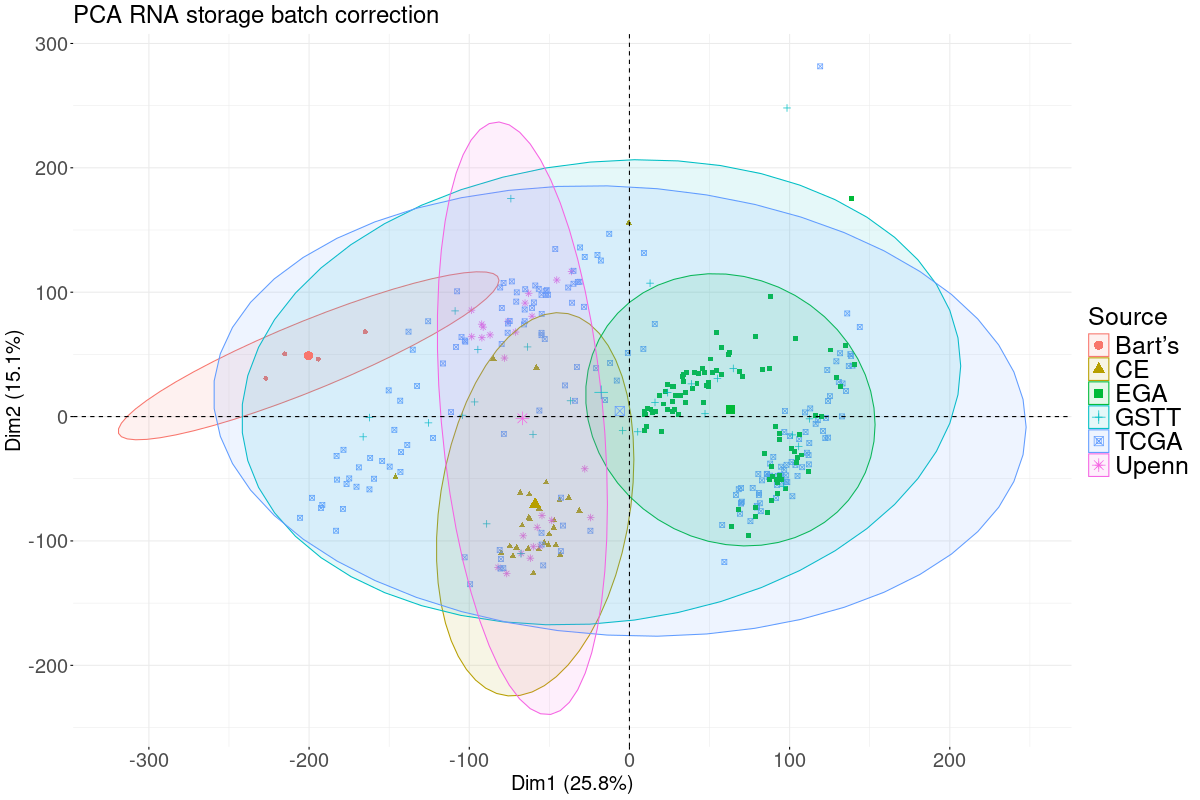 PCA RNA storage batch correction
300
200
100
0
-100
-200
Dim2 (15.1%)
-300
-200
-100
0
100
200
Dim1 (25.8%)
Source
Bart's
CE
EGA
GSTT
TCGA
Upenn